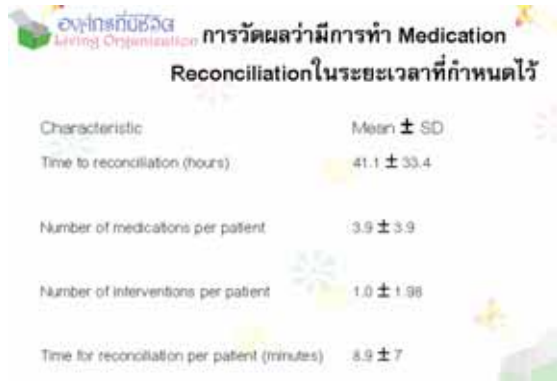 องค์กรที่มีชีวิต
Living Organization
การวัดผลว่ามีการทำ Medication
Reconciliationในระยะเวลาที่กำหนดไว้
Characteristic Mean ± SD
Time to reconciliation (hours) 41.1 ± 33.4
Number of medications per patient 3.9 ± 3.9
Number of interventions per patient 1.0 ± 1.98
Time for reconciliation per patient (minutes) 8.9 ± 7